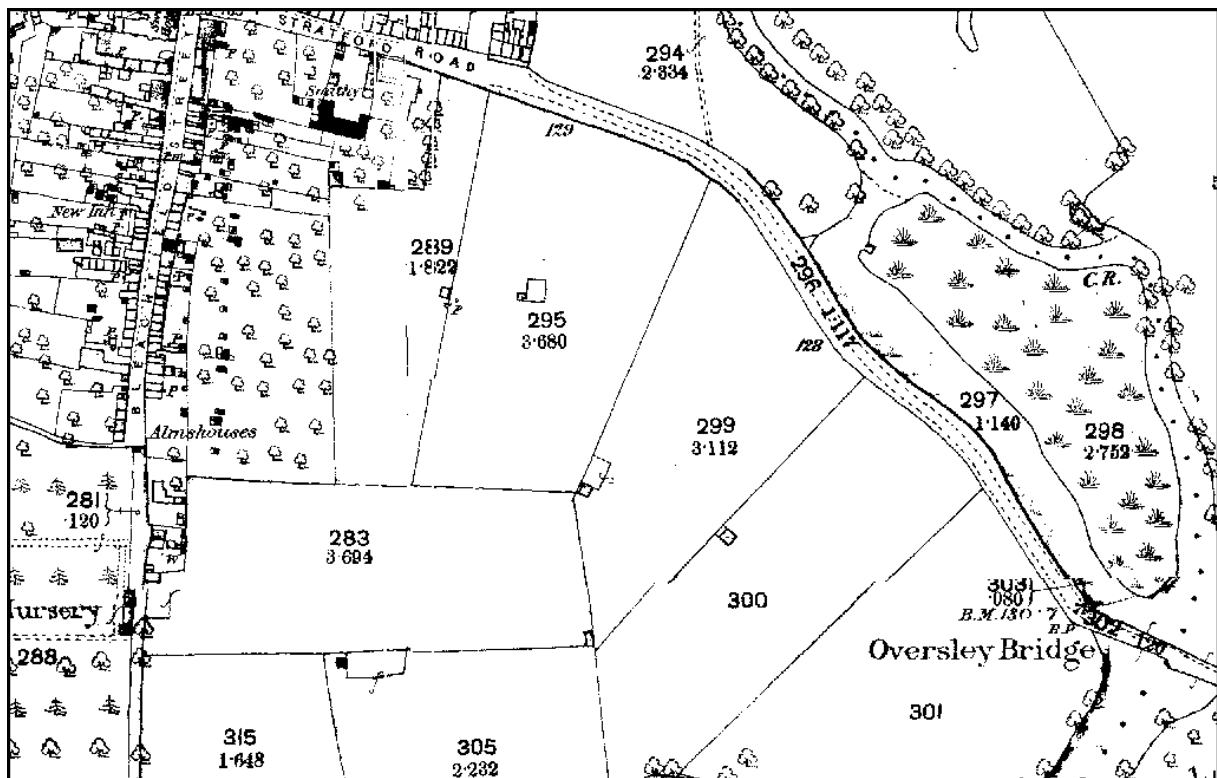 STRATFORD ROAD
294
2·334
Smithy
129
New Inn
BLEACHFIELD STREET
289
1·822
295
3·680
296
1·117
128
C.R.
297
1·140
298
2·752
299
3·112
Almshouses
281
·120
283
3·694
W
Nursery
303
·080
300
B.M. 130·7
B.P.
302
·120
Oversley Bridge
288
301
315
1·648
305
2·232